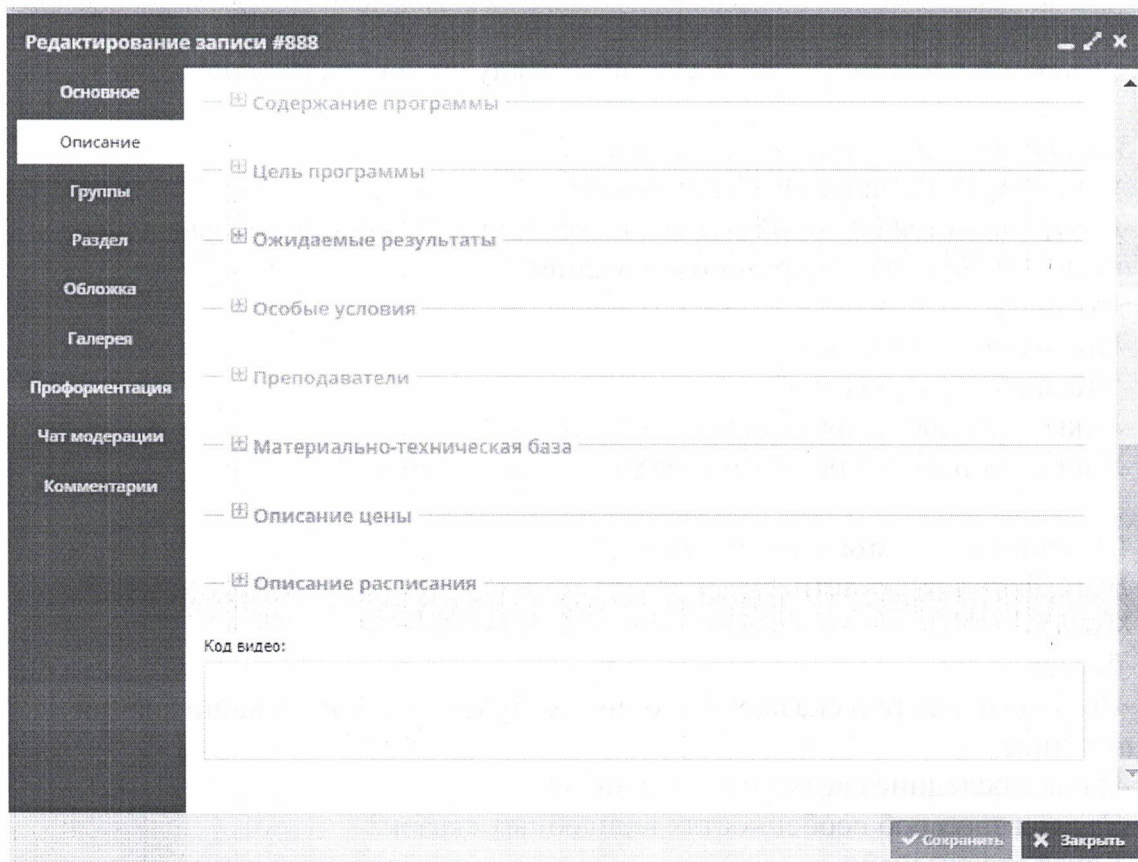 Редактирование записи #888
Основное
Описание
Группы
Раздел
Обложка
Галерея
Профориентация
Чат модерации
Комментарии
Содержание программы
Цель программы
Ожидаемые результаты
Особые условия
Преподаватели
Материально-техническая база
Описание цены
Описание расписания
Код видео:
Сохранить
Закрыть